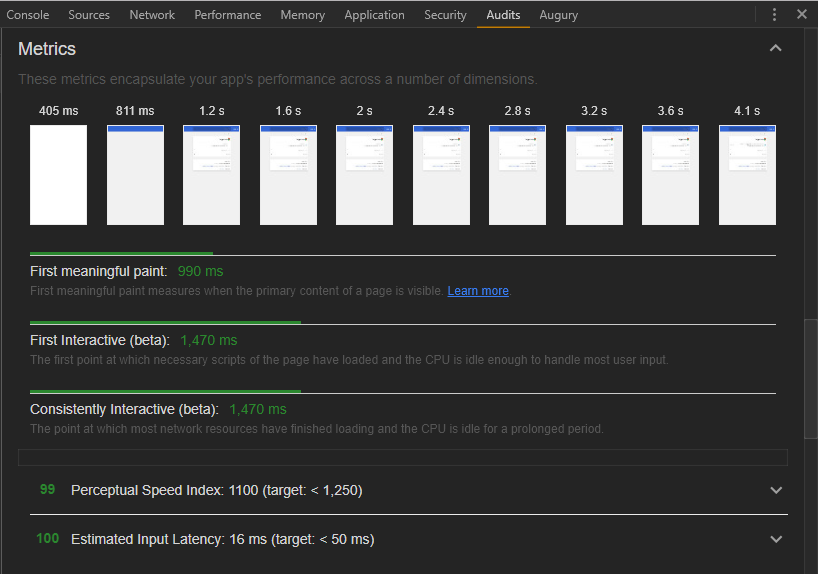 Console Sources Network Performance Memory Application Security Audits Augury
Metrics
These metrics encapsulate your app's performance across a number of dimensions.
405 ms 811 ms 1.2 s 1.6 s 2 s 2.4 s 2.8 s 3.2 s 3.6 s 4.1 s
First meaningful paint: 990 ms
First meaningful paint measures when the primary content of a page is visible. Learn more.
First Interactive (beta): 1,470 ms
The first point at which necessary scripts of the page have loaded and the CPU is idle enough to handle most user input.
Consistently Interactive (beta): 1,470 ms
The point at which most network resources have finished loading and the CPU is idle for a prolonged period.
99 Perceptual Speed Index: 1100 (target: < 1,250)
100 Estimated Input Latency: 16 ms (target: < 50 ms)